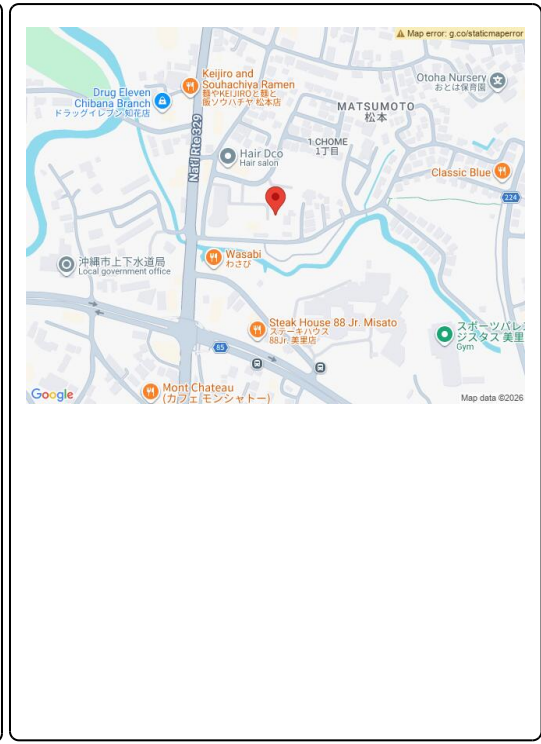 Map error: g.co/staticmaperror
Keijiro and
Souhachiya Ramen
麺やKEIJIROと麺と
飯ソウハチヤ 松本店
Drug Eleven
Chibana Branch
ドラッグイレブン 知花店
Otoha Nursery
おとは保育園
MATSUMOTO
松本
Nat'l Rte 329
1 CHOME
1丁目
Hair Dco
Hair salon
Classic Blue
224
Wasabi
わさび
沖縄市上下水道局
Local government office
Steak House 88 Jr. Misato
ステーキハウス
88Jr. 美里店
スポーツパレ
ジスタス 美里
Gym
85
Mont Chateau
(カフェ モンシャトー)
Google
Map data ©2026